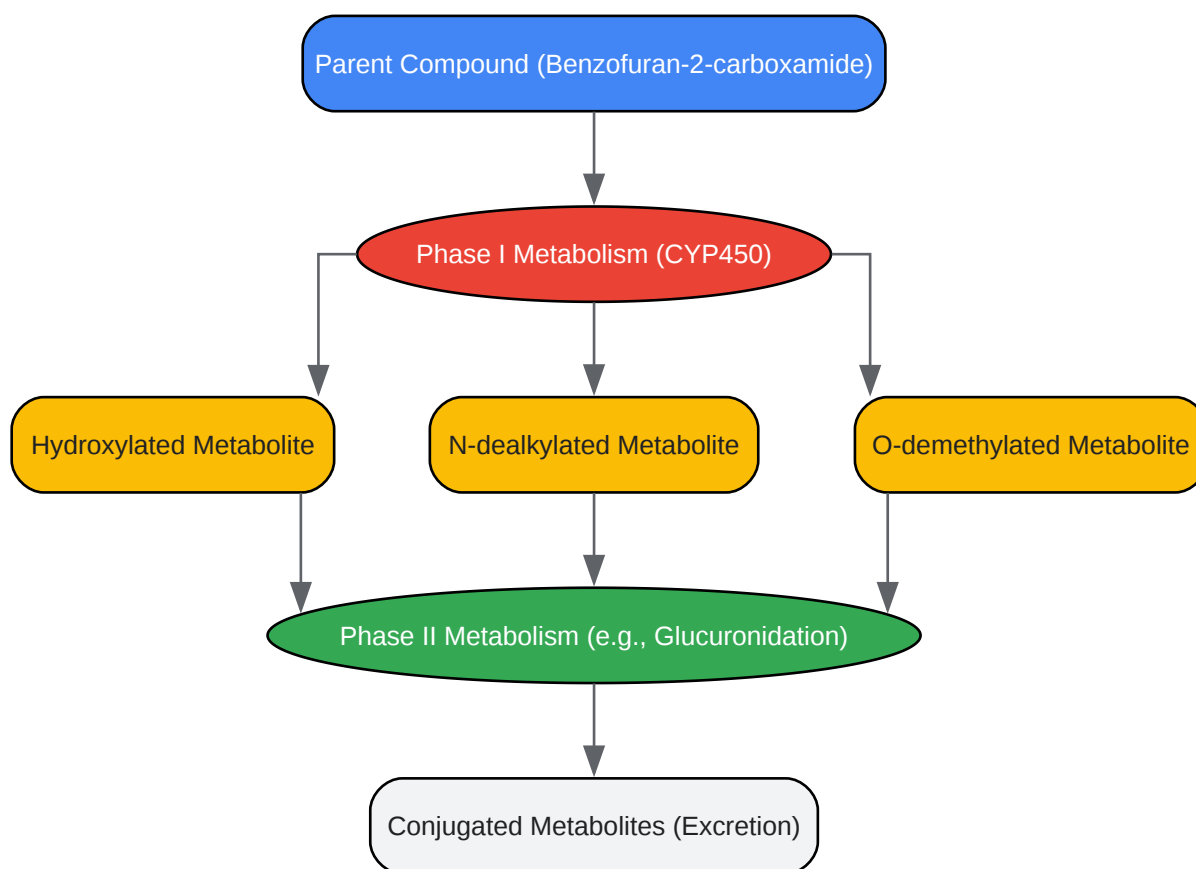 Parent Compound (Benzofuran-2-carboxamide)
Phase I Metabolism (CYP450)
Hydroxylated Metabolite
N-dealkylated Metabolite
O-demethylated Metabolite
Phase II Metabolism (e.g., Glucuronidation)
Conjugated Metabolites (Excretion)